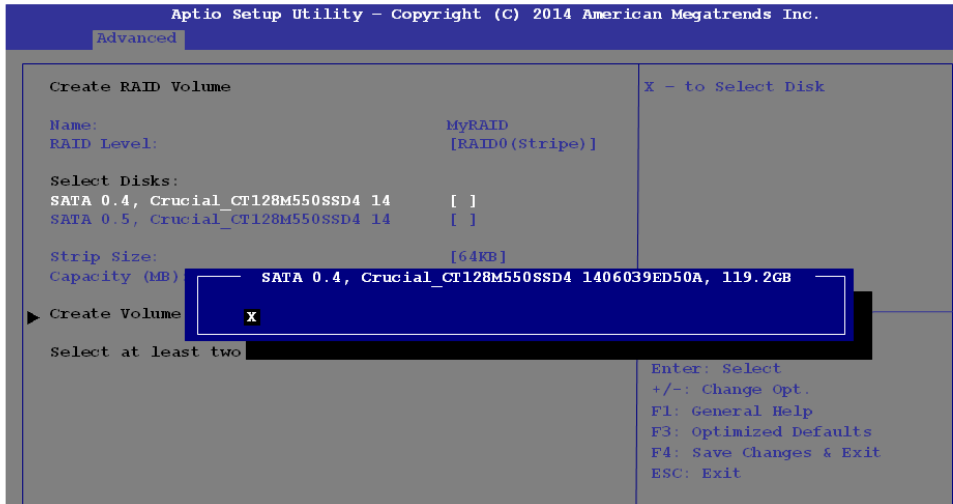 Aptio Setup Utility – Copyright (C) 2014 American Megatrends Inc.
Advanced
Create RAID Volume
Name: MyRAID
RAID Level: [RAID0(Stripe)]
Select Disks:
SATA 0.4, Crucial_CT128M550SSD4 14 [ ]
SATA 0.5, Crucial_CT128M550SSD4 14 [ ]
Strip Size: [64KB]
Capacity (MB)
Create Volume
Select at least two
SATA 0.4, Crucial_CT128M550SSD4 1406039ED50A, 119.2GB
X
X – to Select Disk
Enter: Select
+/-: Change Opt.
F1: General Help
F3: Optimized Defaults
F4: Save Changes & Exit
ESC: Exit